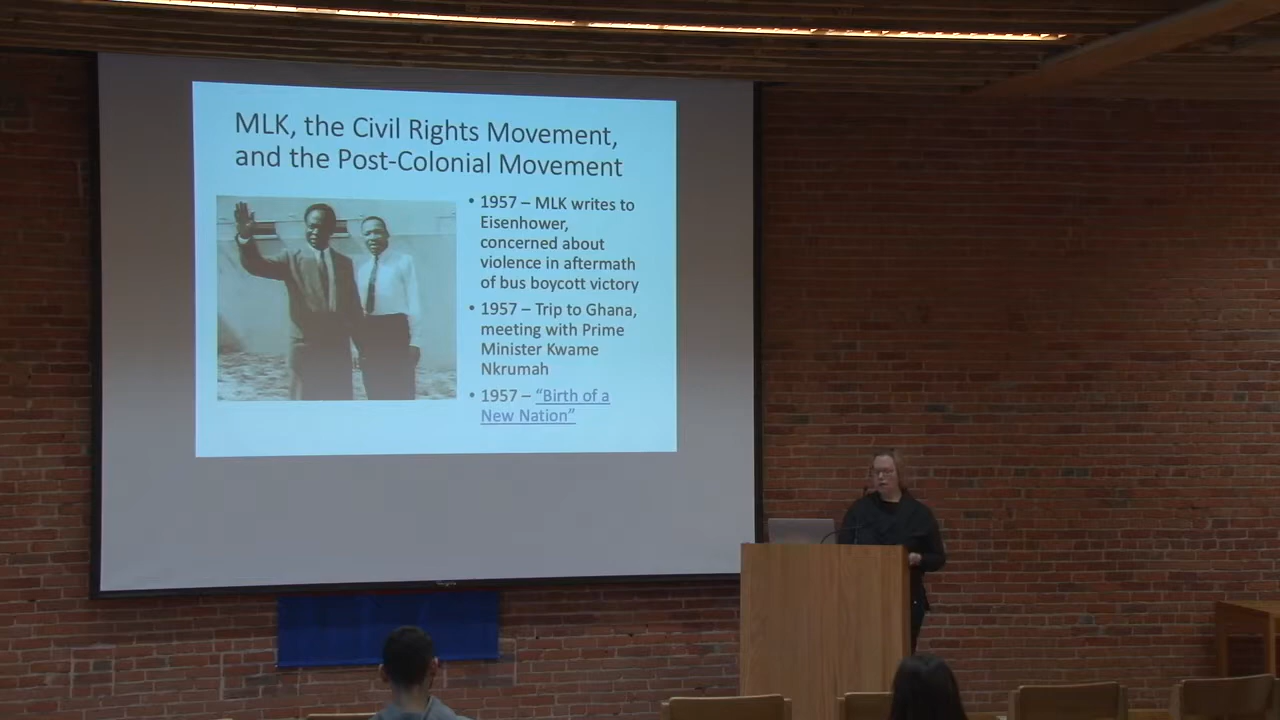 MLK, the Civil Rights Movement,
and the Post-Colonial Movement
• 1957 – MLK writes to
Eisenhower,
concerned about
violence in aftermath
of bus boycott victory
• 1957 – Trip to Ghana,
meeting with Prime
Minister Kwame
Nkrumah
• 1957 – “Birth of a
New Nation”